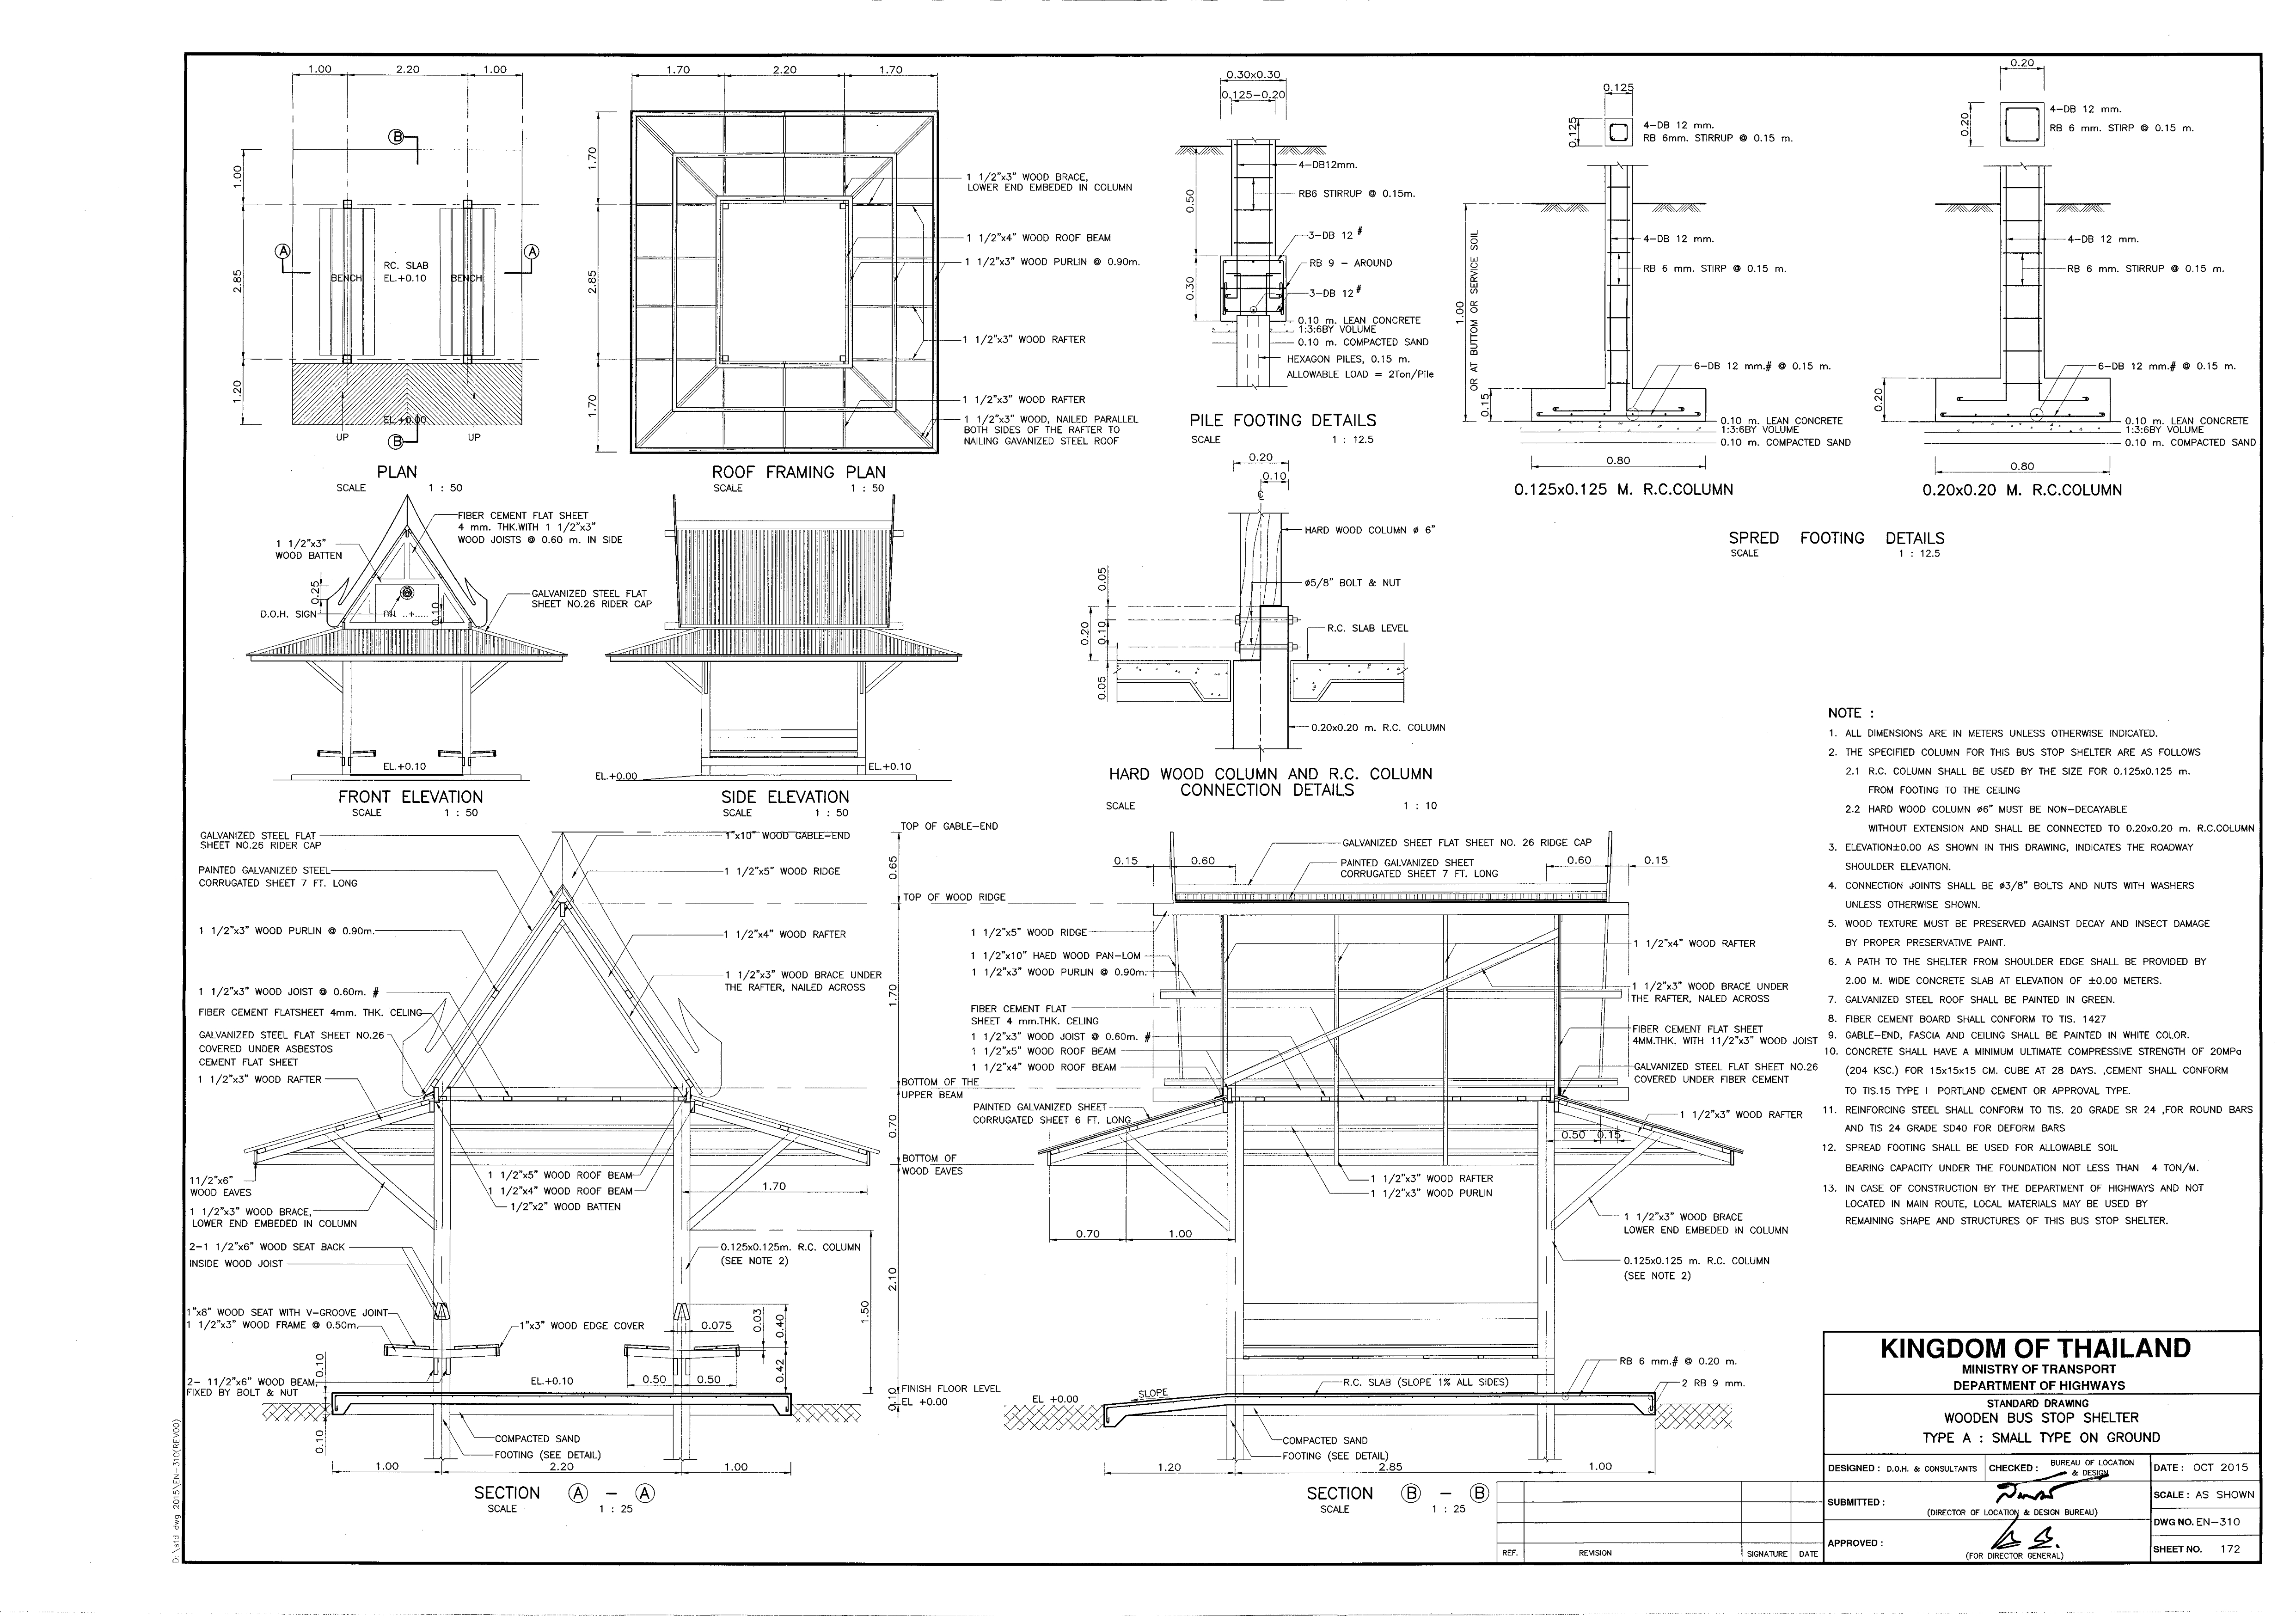 1.00
2.20
1.00
1.00
2.85
1.20
B
A
A
BENCH
RC. SLAB
EL.+0.10
BENCH
EL.+0.00
B
UP
UP
PLAN
SCALE 1 : 50
1.70
2.20
1.70
1.70
2.85
1.70
1 1/2"x3" WOOD BRACE,
LOWER END EMBEDED IN COLUMN
1 1/2"x4" WOOD ROOF BEAM
1 1/2"x3" WOOD PURLIN @ 0.90m.
1 1/2"x3" WOOD RAFTER
1 1/2"x3" WOOD RAFTER
1 1/2"x3" WOOD, NAILED PARALLEL
BOTH SIDES OF THE RAFTER TO
NAILING GAVANIZED STEEL ROOF
ROOF FRAMING PLAN
SCALE 1 : 50
0.30x0.30
0.125-0.20
0.50
0.30
4-DB12mm.
RB6 STIRRUP @ 0.15m.
3-DB 12 #
RB 9 - AROUND
3-DB 12 #
0.10 m. LEAN CONCRETE
1:3:6BY VOLUME
0.10 m. COMPACTED SAND
HEXAGON PILES, 0.15 m.
ALLOWABLE LOAD = 2Ton/Pile
PILE FOOTING DETAILS
SCALE 1 : 12.5
0.125
0.125
4-DB 12 mm.
RB 6mm. STIRRUP @ 0.15 m.
1.00
OR AT BUTTOM OR SERVICE SOIL
0.15
4-DB 12 mm.
RB 6 mm. STIRP @ 0.15 m.
6-DB 12 mm.# @ 0.15 m.
0.10 m. LEAN CONCRETE
1:3:6BY VOLUME
0.10 m. COMPACTED SAND
0.80
0.125x0.125 M. R.C.COLUMN
0.20
0.20
4-DB 12 mm.
RB 6 mm. STIRP @ 0.15 m.
4-DB 12 mm.
RB 6 mm. STIRRUP @ 0.15 m.
0.20
6-DB 12 mm.# @ 0.15 m.
0.10 m. LEAN CONCRETE
1:3:6BY VOLUME
0.10 m. COMPACTED SAND
0.80
0.20x0.20 M. R.C.COLUMN
SPRED FOOTING DETAILS
SCALE 1 : 12.5
FIBER CEMENT FLAT SHEET
4 mm. THK.WITH 1 1/2"x3"
WOOD JOISTS @ 0.60 m. IN SIDE
1 1/2"x3"
WOOD BATTEN
0.25
D.O.H. SIGN
กม. ..+.....
0.10
GALVANIZED STEEL FLAT
SHEET NO.26 RIDER CAP
EL.+0.10
FRONT ELEVATION
SCALE 1 : 50
EL.+0.00
EL.+0.10
SIDE ELEVATION
SCALE 1 : 50
0.20
0.10
HARD WOOD COLUMN ø 6"
ø5/8" BOLT & NUT
R.C. SLAB LEVEL
0.05
0.20
0.10
0.05
0.20x0.20 m. R.C. COLUMN
HARD WOOD COLUMN AND R.C. COLUMN
CONNECTION DETAILS
SCALE 1 : 10
GALVANIZED STEEL FLAT
SHEET NO.26 RIDER CAP
PAINTED GALVANIZED STEEL
CORRUGATED SHEET 7 FT. LONG
1 1/2"x3" WOOD PURLIN @ 0.90m.
1 1/2"x3" WOOD JOIST @ 0.60m. #
FIBER CEMENT FLATSHEET 4mm. THK. CELING
GALVANIZED STEEL FLAT SHEET NO.26
COVERED UNDER ASBESTOS
CEMENT FLAT SHEET
1 1/2"x3" WOOD RAFTER
11/2"x6"
WOOD EAVES
1 1/2"x3" WOOD BRACE,
LOWER END EMBEDED IN COLUMN
2-1 1/2"x6" WOOD SEAT BACK
INSIDE WOOD JOIST
1"x8" WOOD SEAT WITH V-GROOVE JOINT
1 1/2"x3" WOOD FRAME @ 0.50m.
2- 11/2"x6" WOOD BEAM,
FIXED BY BOLT & NUT
0.10
0.10
1"x10" WOOD GABLE-END
1 1/2"x5" WOOD RIDGE
1 1/2"x4" WOOD RAFTER
1 1/2"x3" WOOD BRACE UNDER
THE RAFTER, NAILED ACROSS
1 1/2"x5" WOOD ROOF BEAM
1 1/2"x4" WOOD ROOF BEAM
1/2"x2" WOOD BATTEN
1.70
0.125x0.125m. R.C. COLUMN
(SEE NOTE 2)
1"x3" WOOD EDGE COVER
0.075
0.03
0.40
0.42
0.50
0.50
EL.+0.10
COMPACTED SAND
FOOTING (SEE DETAIL)
1.00
2.20
1.00
TOP OF GABLE-END
0.65
TOP OF WOOD RIDGE
1.70
BOTTOM OF THE
UPPER BEAM
0.70
BOTTOM OF
WOOD EAVES
2.10
1.50
0.10
FINISH FLOOR LEVEL
EL +0.00
SECTION A - A
SCALE 1 : 25
0.15
0.60
GALVANIZED SHEET FLAT SHEET NO. 26 RIDGE CAP
PAINTED GALVANIZED SHEET
CORRUGATED SHEET 7 FT. LONG
0.60
0.15
1 1/2"x5" WOOD RIDGE
1 1/2"x10" HAED WOOD PAN-LOM
1 1/2"x3" WOOD PURLIN @ 0.90m.
FIBER CEMENT FLAT
SHEET 4 mm.THK. CELING
1 1/2"x3" WOOD JOIST @ 0.60m. #
1 1/2"x5" WOOD ROOF BEAM
1 1/2"x4" WOOD ROOF BEAM
PAINTED GALVANIZED SHEET
CORRUGATED SHEET 6 FT. LONG
1 1/2"x4" WOOD RAFTER
1 1/2"x3" WOOD BRACE UNDER
THE RAFTER, NALED ACROSS
FIBER CEMENT FLAT SHEET
4MM.THK. WITH 11/2"x3" WOOD JOIST
GALVANIZED STEEL FLAT SHEET NO.26
COVERED UNDER FIBER CEMENT
1 1/2"x3" WOOD RAFTER
0.50
0.15
1 1/2"x3" WOOD RAFTER
1 1/2"x3" WOOD PURLIN
0.70
1.00
1 1/2"x3" WOOD BRACE
LOWER END EMBEDED IN COLUMN
0.125x0.125 m. R.C. COLUMN
(SEE NOTE 2)
RB 6 mm.# @ 0.20 m.
2 RB 9 mm.
R.C. SLAB (SLOPE 1% ALL SIDES)
EL +0.00
SLOPE
COMPACTED SAND
FOOTING (SEE DETAIL)
1.20
2.85
1.00
SECTION B - B
SCALE 1 : 25
NOTE :
1. ALL DIMENSIONS ARE IN METERS UNLESS OTHERWISE INDICATED.
2. THE SPECIFIED COLUMN FOR THIS BUS STOP SHELTER ARE AS FOLLOWS
2.1 R.C. COLUMN SHALL BE USED BY THE SIZE FOR 0.125x0.125 m.
FROM FOOTING TO THE CEILING
2.2 HARD WOOD COLUMN ø6" MUST BE NON-DECAYABLE
WITHOUT EXTENSION AND SHALL BE CONNECTED TO 0.20x0.20 m. R.C.COLUMN
3. ELEVATION±0.00 AS SHOWN IN THIS DRAWING, INDICATES THE ROADWAY
SHOULDER ELEVATION.
4. CONNECTION JOINTS SHALL BE ø3/8" BOLTS AND NUTS WITH WASHERS
UNLESS OTHERWISE SHOWN.
5. WOOD TEXTURE MUST BE PRESERVED AGAINST DECAY AND INSECT DAMAGE
BY PROPER PRESERVATIVE PAINT.
6. A PATH TO THE SHELTER FROM SHOULDER EDGE SHALL BE PROVIDED BY
2.00 M. WIDE CONCRETE SLAB AT ELEVATION OF ±0.00 METERS.
7. GALVANIZED STEEL ROOF SHALL BE PAINTED IN GREEN.
8. FIBER CEMENT BOARD SHALL CONFORM TO TIS. 1427
9. GABLE-END, FASCIA AND CEILING SHALL BE PAINTED IN WHITE COLOR.
10. CONCRETE SHALL HAVE A MINIMUM ULTIMATE COMPRESSIVE STRENGTH OF 20MPa
(204 KSC.) FOR 15x15x15 CM. CUBE AT 28 DAYS. ,CEMENT SHALL CONFORM
TO TIS.15 TYPE I PORTLAND CEMENT OR APPROVAL TYPE.
11. REINFORCING STEEL SHALL CONFORM TO TIS. 20 GRADE SR 24 ,FOR ROUND BARS
AND TIS 24 GRADE SD40 FOR DEFORM BARS
12. SPREAD FOOTING SHALL BE USED FOR ALLOWABLE SOIL
BEARING CAPACITY UNDER THE FOUNDATION NOT LESS THAN 4 TON/M.
13. IN CASE OF CONSTRUCTION BY THE DEPARTMENT OF HIGHWAYS AND NOT
LOCATED IN MAIN ROUTE, LOCAL MATERIALS MAY BE USED BY
REMAINING SHAPE AND STRUCTURES OF THIS BUS STOP SHELTER.
KINGDOM OF THAILAND
MINISTRY OF TRANSPORT
DEPARTMENT OF HIGHWAYS
STANDARD DRAWING
WOODEN BUS STOP SHELTER
TYPE A : SMALL TYPE ON GROUND
DESIGNED : D.O.H. & CONSULTANTS
CHECKED : BUREAU OF LOCATION
& DESIGN
DATE : OCT 2015
SUBMITTED :
(DIRECTOR OF LOCATION & DESIGN BUREAU)
SCALE : AS SHOWN
DWG NO. EN-310
APPROVED :
(FOR DIRECTOR GENERAL)
SHEET NO. 172
REF.
REVISION
SIGNATURE
DATE
D:\std dwg 2015\EN-310(REV00)